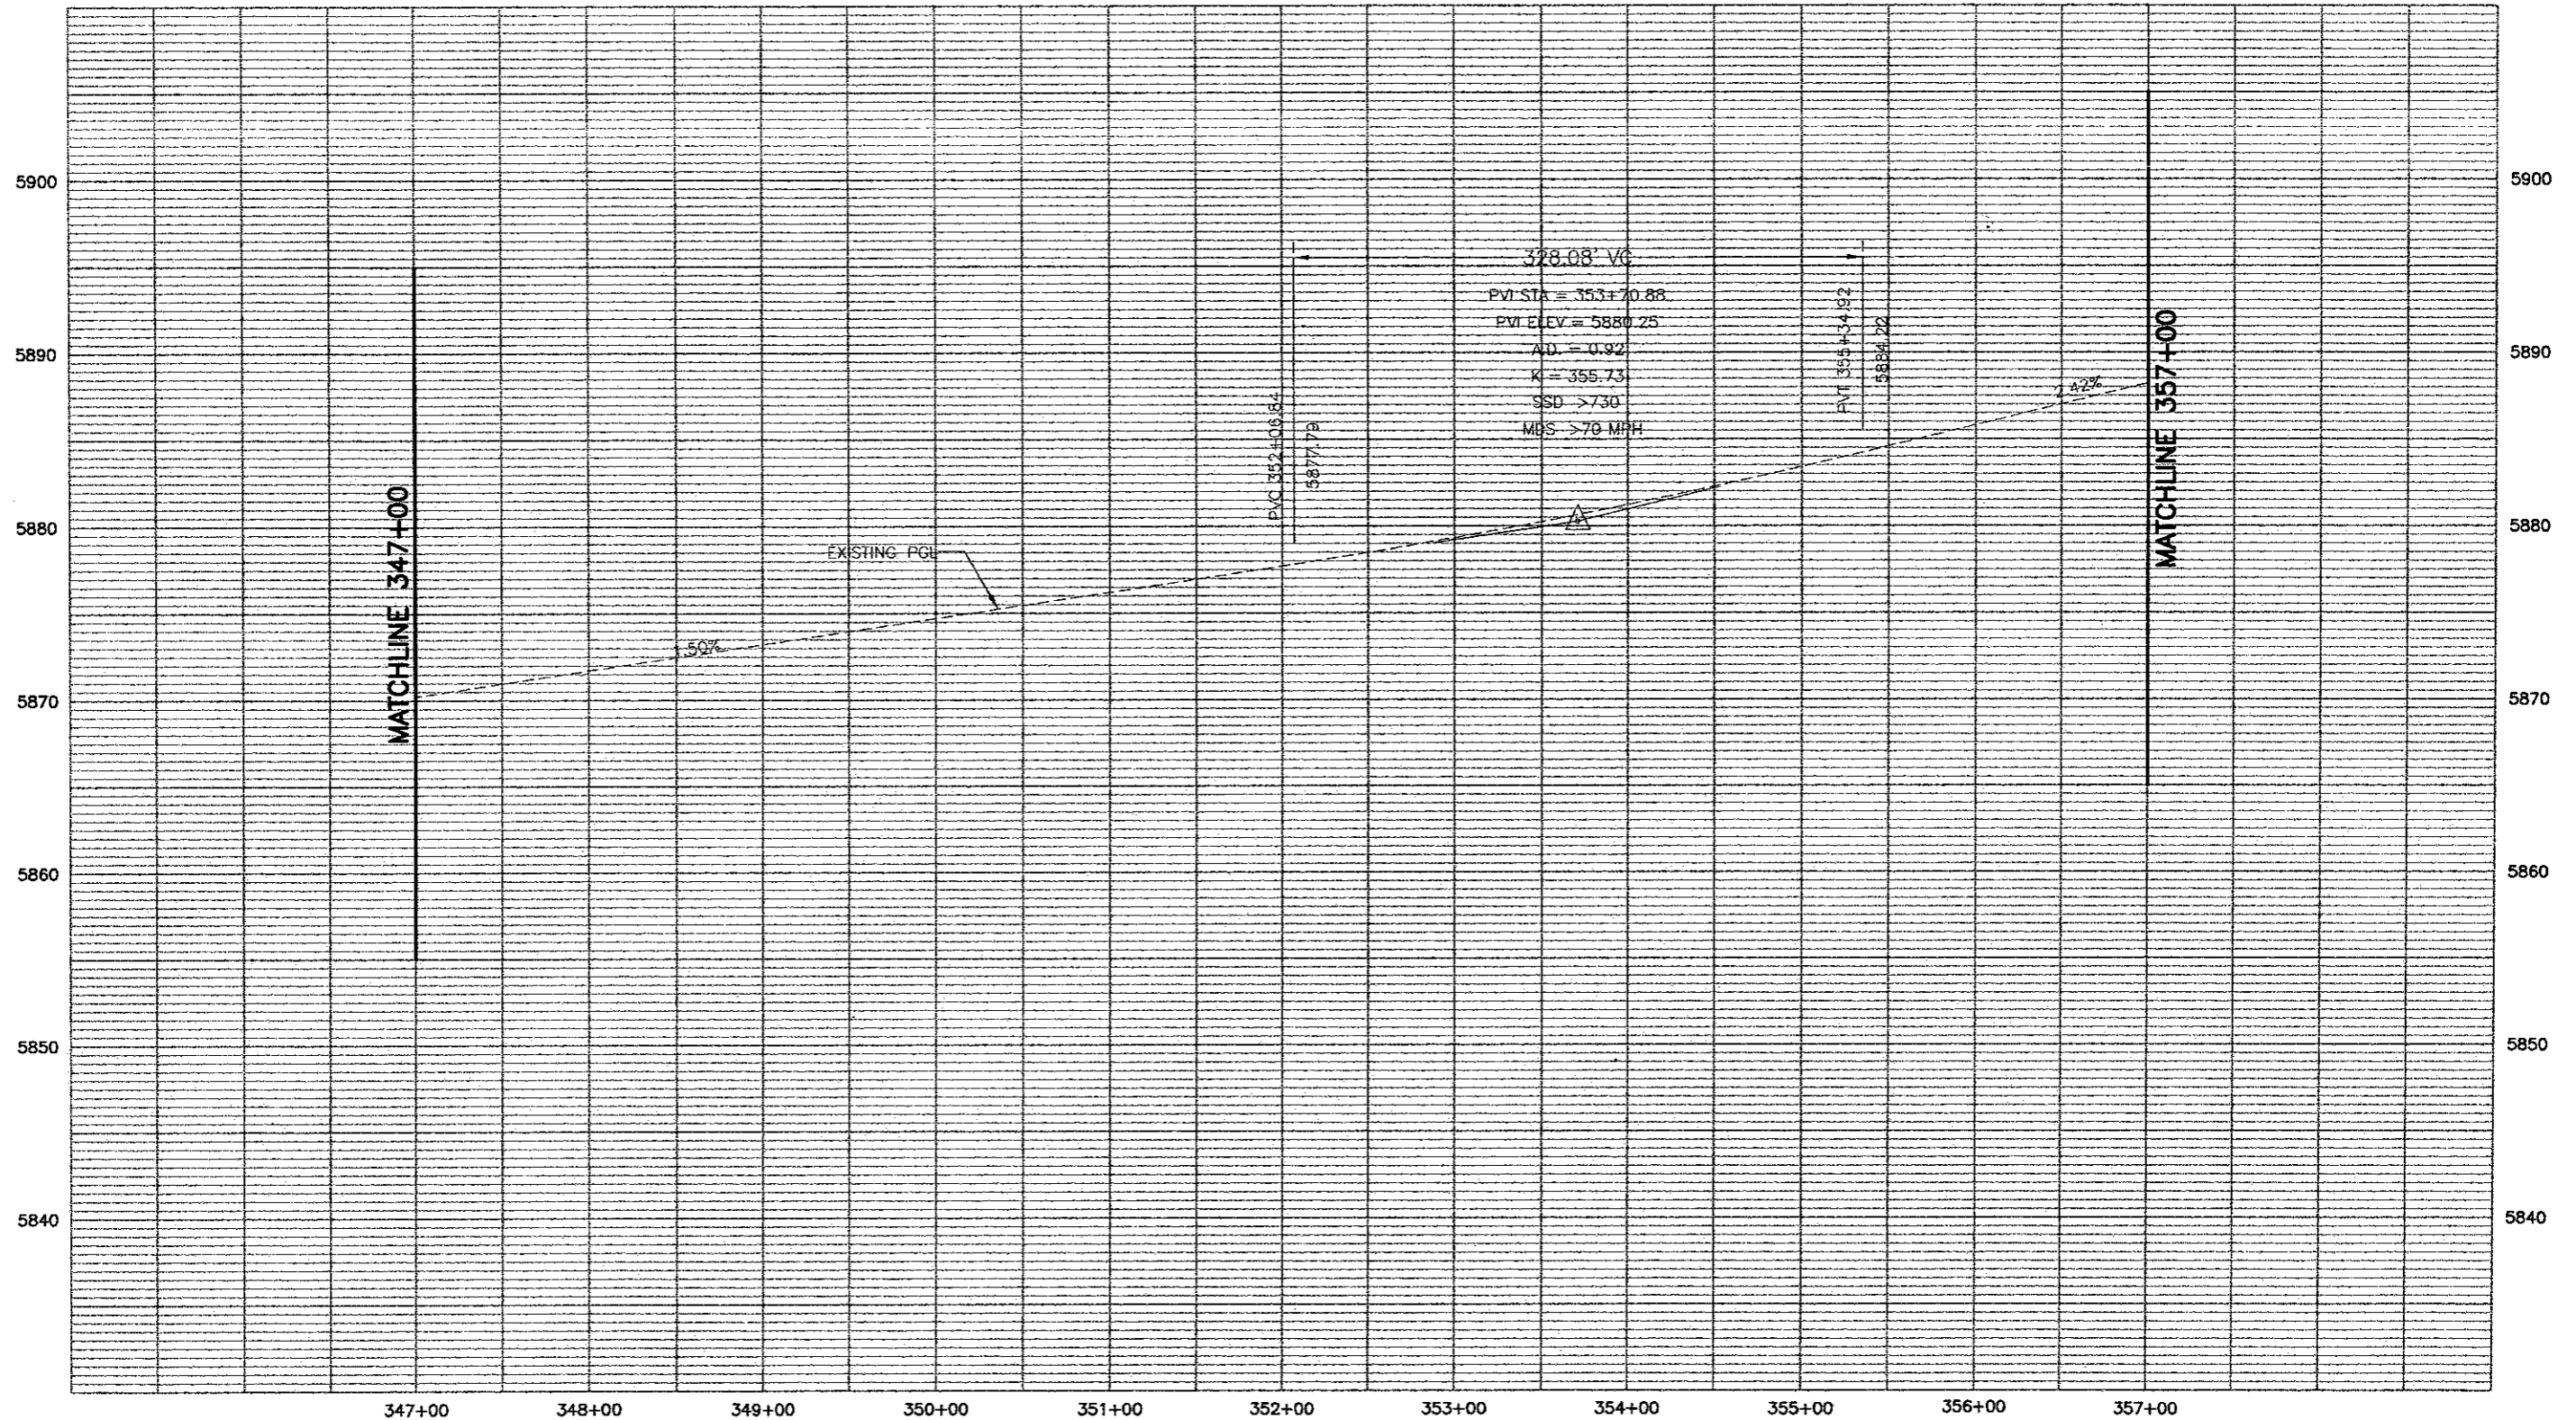 5900
5900
328.08' VC
PVI STA = 353+70.88
PVI ELEV = 5880.25
A.D. = 0.92
K = 355.73
SSD >730
MDS >70 MPH
PVC 352+06.84
5877.79
PVT 355+34.92
5884.22
5890
5890
2.42%
MATCHLINE 357+00
MATCHLINE 347+00
5880
5880
EXISTING PGL
1.50%
5870
5870
5860
5860
5850
5850
5840
5840
347+00
348+00
349+00
350+00
351+00
352+00
353+00
354+00
355+00
356+00
357+00